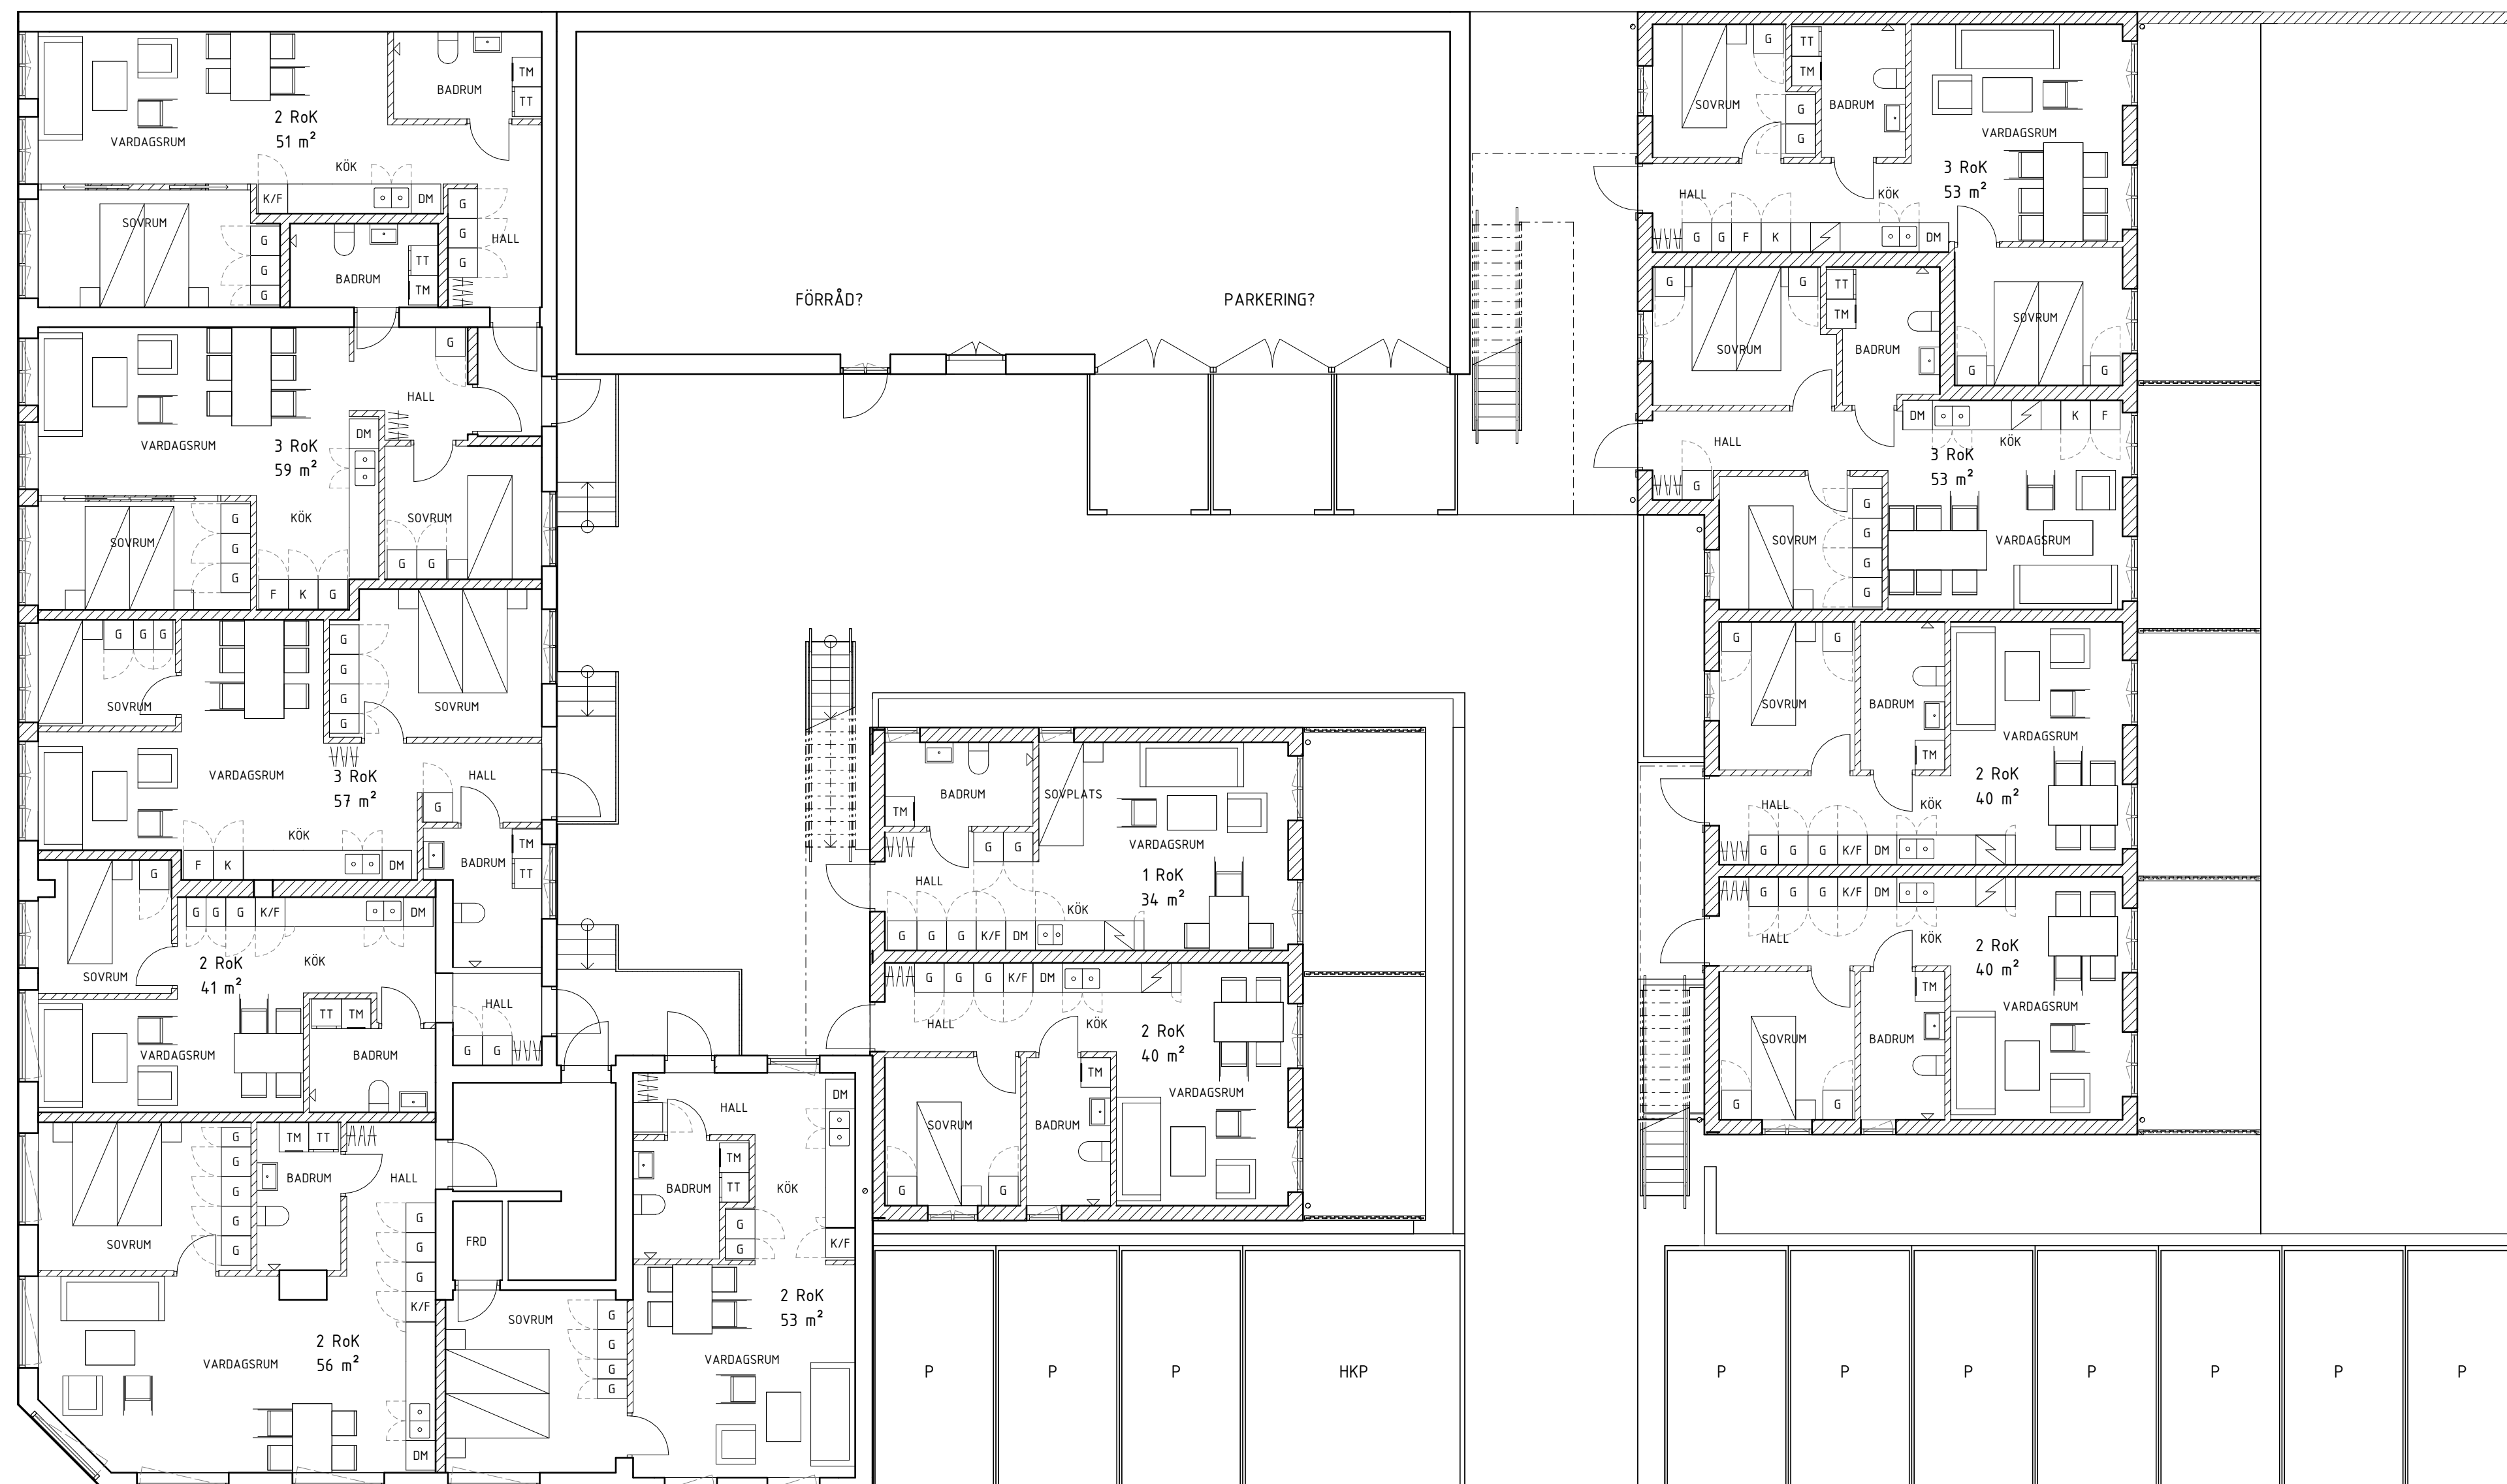 BADRUM
TM
TT
2 RoK
51 m²
VARDAGSRUM
KÖK
K/F
DM
SOVRUM
G
G
G
G
G
G
HALL
BADRUM
TT
TM
FÖRRÅD?
PARKERING?
G
HALL
DM
VARDAGSRUM
3 RoK
59 m²
KÖK
SOVRUM
SOVRUM
G
G
G
G
G
F
K
G
G
G
G
SOVRUM
G
G
G
G
SOVRUM
VARDAGSRUM
3 RoK
57 m²
HALL
G
KÖK
F
K
DM
BADRUM
TM
TT
G
G
G
G
K/F
DM
SOVRUM
2 RoK
41 m²
KÖK
HALL
G
G
TT
TM
VARDAGSRUM
BADRUM
G
G
G
G
G
TM
TT
BADRUM
HALL
SOVRUM
G
G
G
K/F
2 RoK
56 m²
VARDAGSRUM
DM
FRD
HALL
DM
BADRUM
TM
TT
KÖK
G
G
K/F
SOVRUM
G
G
G
G
2 RoK
53 m²
VARDAGSRUM
BADRUM
TM
SOVPLATS
VARDAGSRUM
G
G
HALL
1 RoK
34 m²
KÖK
G
G
G
K/F
DM
G
G
G
K/F
DM
HALL
KÖK
2 RoK
40 m²
TM
SOVRUM
BADRUM
VARDAGSRUM
G
G
P
P
P
HKP
G
TT
TM
SOVRUM
G
G
BADRUM
VARDAGSRUM
3 RoK
53 m²
HALL
KÖK
G
G
F
K
DM
SOVRUM
G
G
G
G
TT
TM
SOVRUM
BADRUM
DM
K
F
HALL
KÖK
3 RoK
53 m²
G
SOVRUM
G
G
G
G
VARDAGSRUM
G
G
SOVRUM
BADRUM
TM
VARDAGSRUM
2 RoK
40 m²
HALL
KÖK
G
G
G
K/F
DM
G
G
G
K/F
DM
HALL
KÖK
2 RoK
40 m²
TM
VARDAGSRUM
SOVRUM
BADRUM
G
G
P
P
P
P
P
P
P